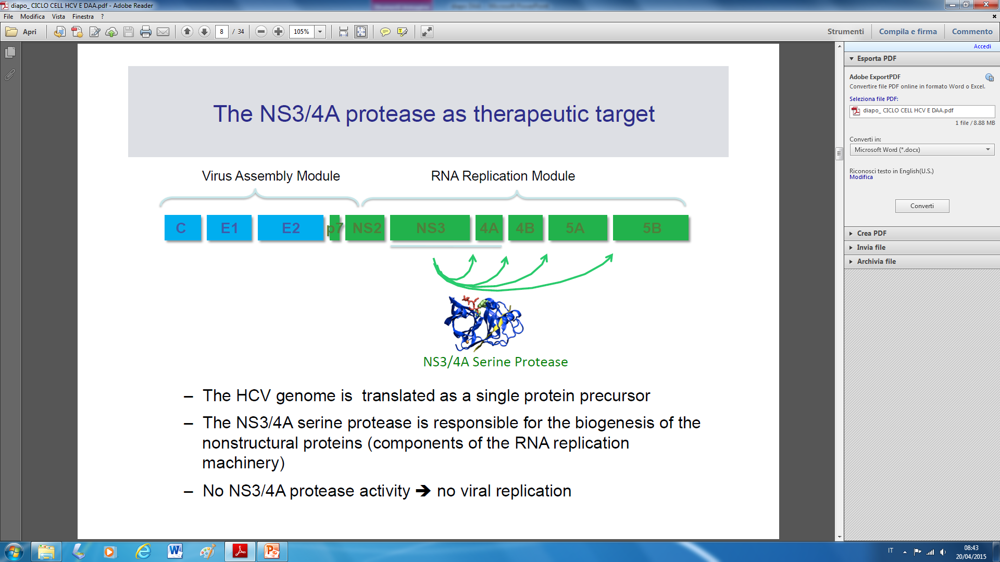 diapo_ CICLO CELL HCV E DAA.pdf - Adobe Reader
File Modifica Vista Finestra ?
Apri 8 / 34 105% Strumenti Compila e firma Commento
Accedi
Esporta PDF
Adobe ExportPDF
Convertire file PDF online in formato Word o Excel.
Seleziona file PDF:
diapo_ CICLO CELL HCV E DAA.pdf
1 file / 8.88 MB
Converti in:
Microsoft Word (*.docx)
Riconosci testo in English(U.S.)
Modifica
Converti
Crea PDF
Invia file
Archivia file
The NS3/4A protease as therapeutic target
Virus Assembly Module RNA Replication Module
C E1 E2 p7 NS2 NS3 4A 4B 5A 5B
NS3/4A Serine Protease
– The HCV genome is translated as a single protein precursor
– The NS3/4A serine protease is responsible for the biogenesis of the
nonstructural proteins (components of the RNA replication
machinery)
– No NS3/4A protease activity ➔ no viral replication
IT
08:43
20/04/2015